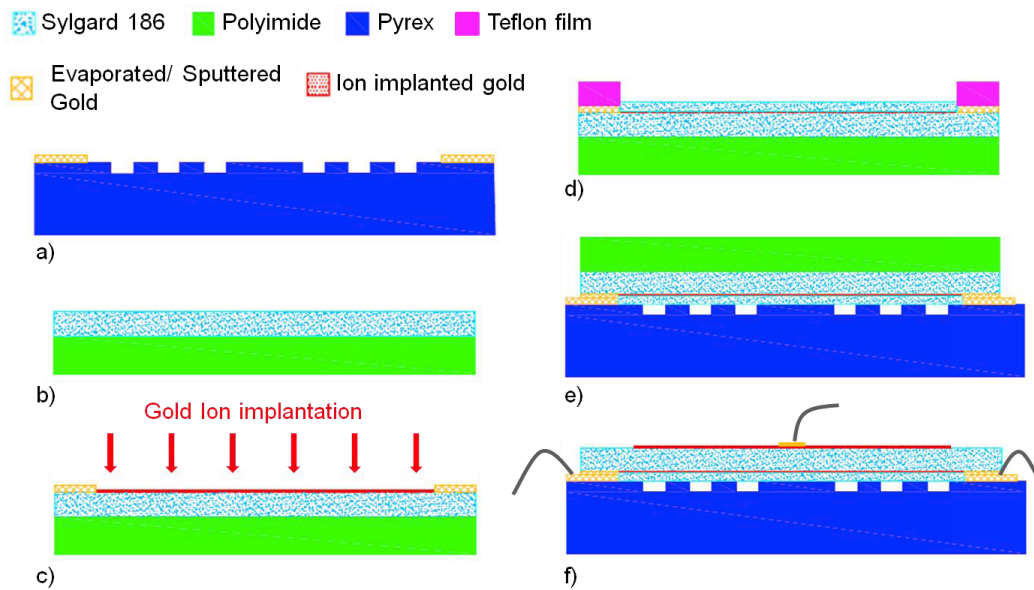 Sylgard 186
Polyimide
Pyrex
Teflon film
Evaporated/ Sputtered
Gold
Ion implanted gold
a)
b)
Gold Ion implantation
c)
d)
e)
f)